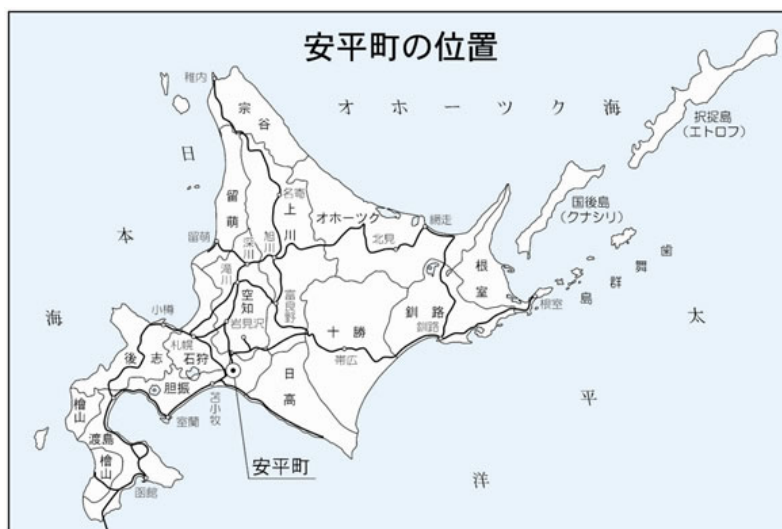 安平町の位置
稚内
宗谷
オホーツク海
択捉島
(エトロフ)
国後島
(クナシリ)
日本海
留萌
名寄
上川
オホーツク
網走
北見
留萌
深川
旭川
滝川
空知
岩見沢
富良野
根室
根室
歯舞群島
釧路
釧路
十勝
帯広
太平洋
小樽
後志
札幌
石狩
胆振
日高
苫小牧
室蘭
檜山
渡島
檜山
函館
安平町